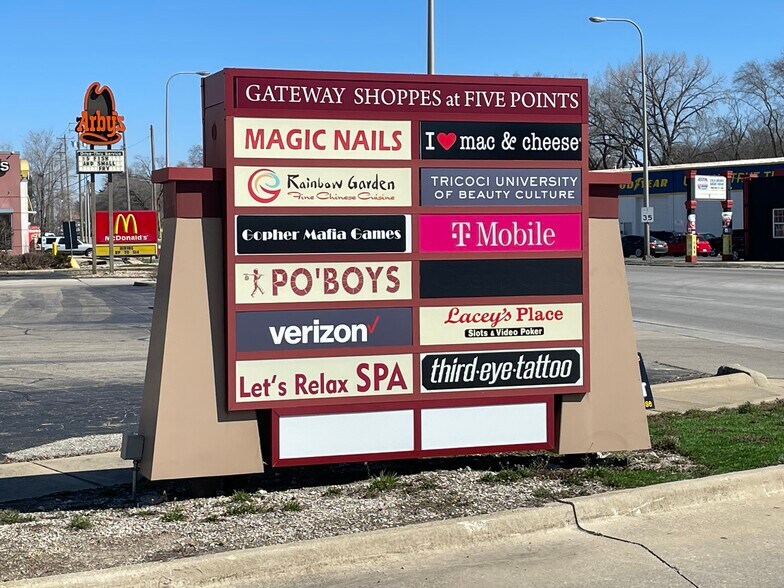 GATEWAY SHOPPES at FIVE POINTS
MAGIC NAILS
I ❤ mac & cheese
Rainbow Garden
Fine Chinese Cuisine
TRICOCI UNIVERSITY
OF BEAUTY CULTURE
Gopher Mafia Games
T Mobile
PO'BOYS
verizon
Lacey's Place
Slots & Video Poker
Let's Relax SPA
third·eye·tattoo
Arby's
McDonald's
YEAR